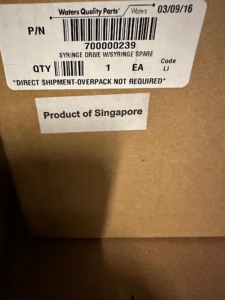 Waters Quality Parts™ Waters 03/09/16
P/N
700000239
SYRINGE DRIVE W/SYRINGE SPARE
QTY 1 EA Code
LI
*DIRECT SHIPMENT-OVERPACK NOT REQUIRED*
Product of Singapore